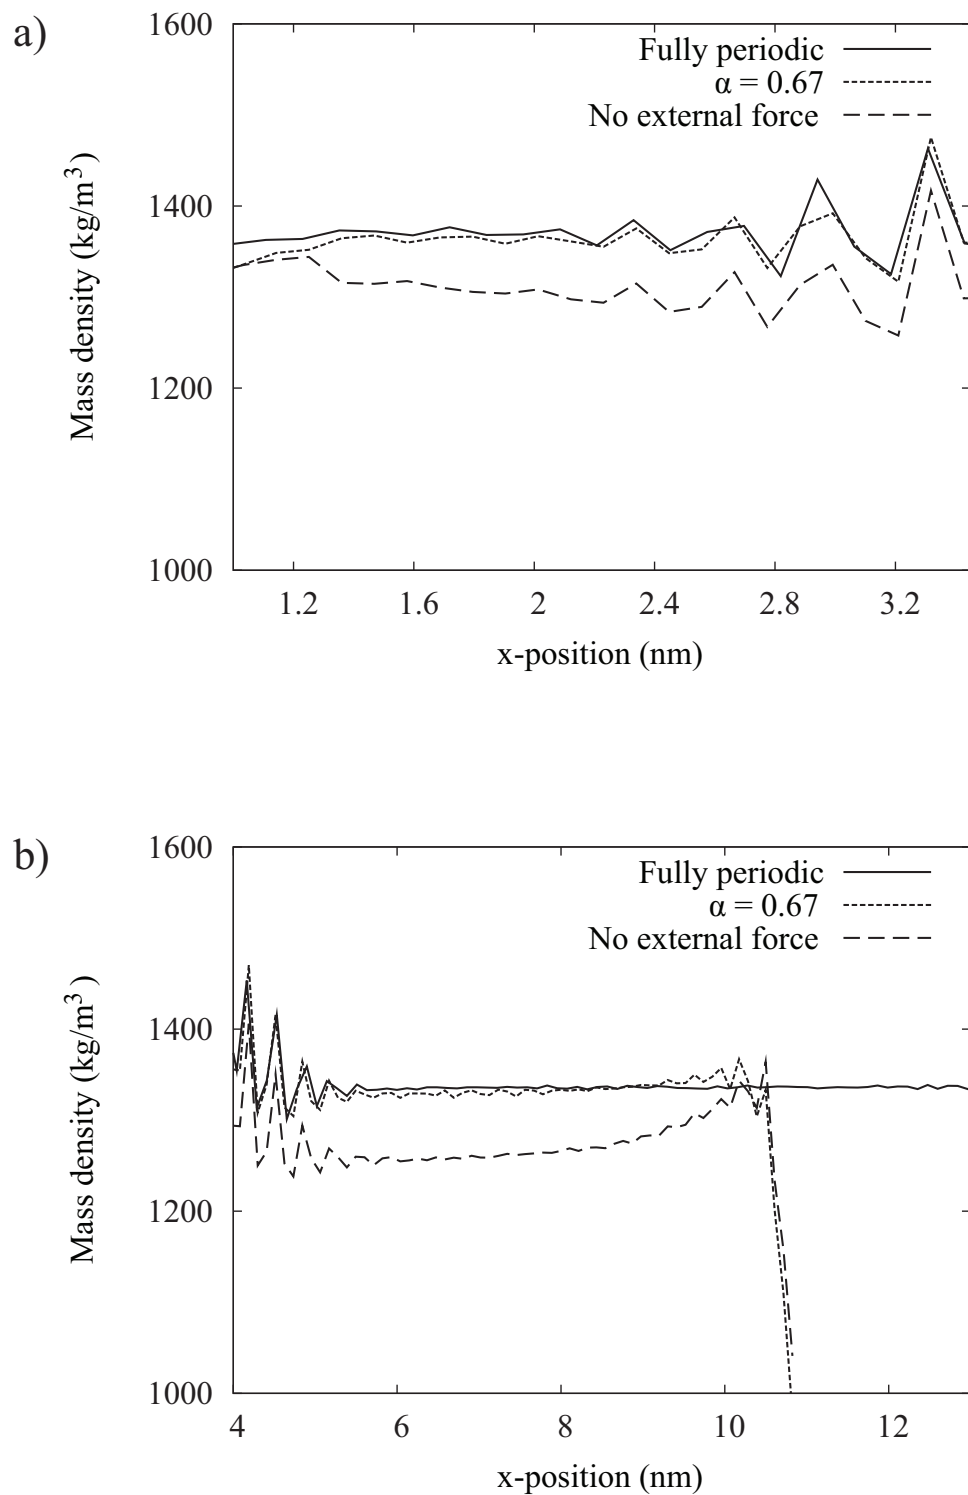 a)
1600
1400
1200
1000
Mass density (kg/m³)
Fully periodic
α = 0.67
No external force
1.2 1.6 2 2.4 2.8 3.2
x-position (nm)
b)
1600
1400
1200
1000
Mass density (kg/m³)
Fully periodic
α = 0.67
No external force
4 6 8 10 12
x-position (nm)